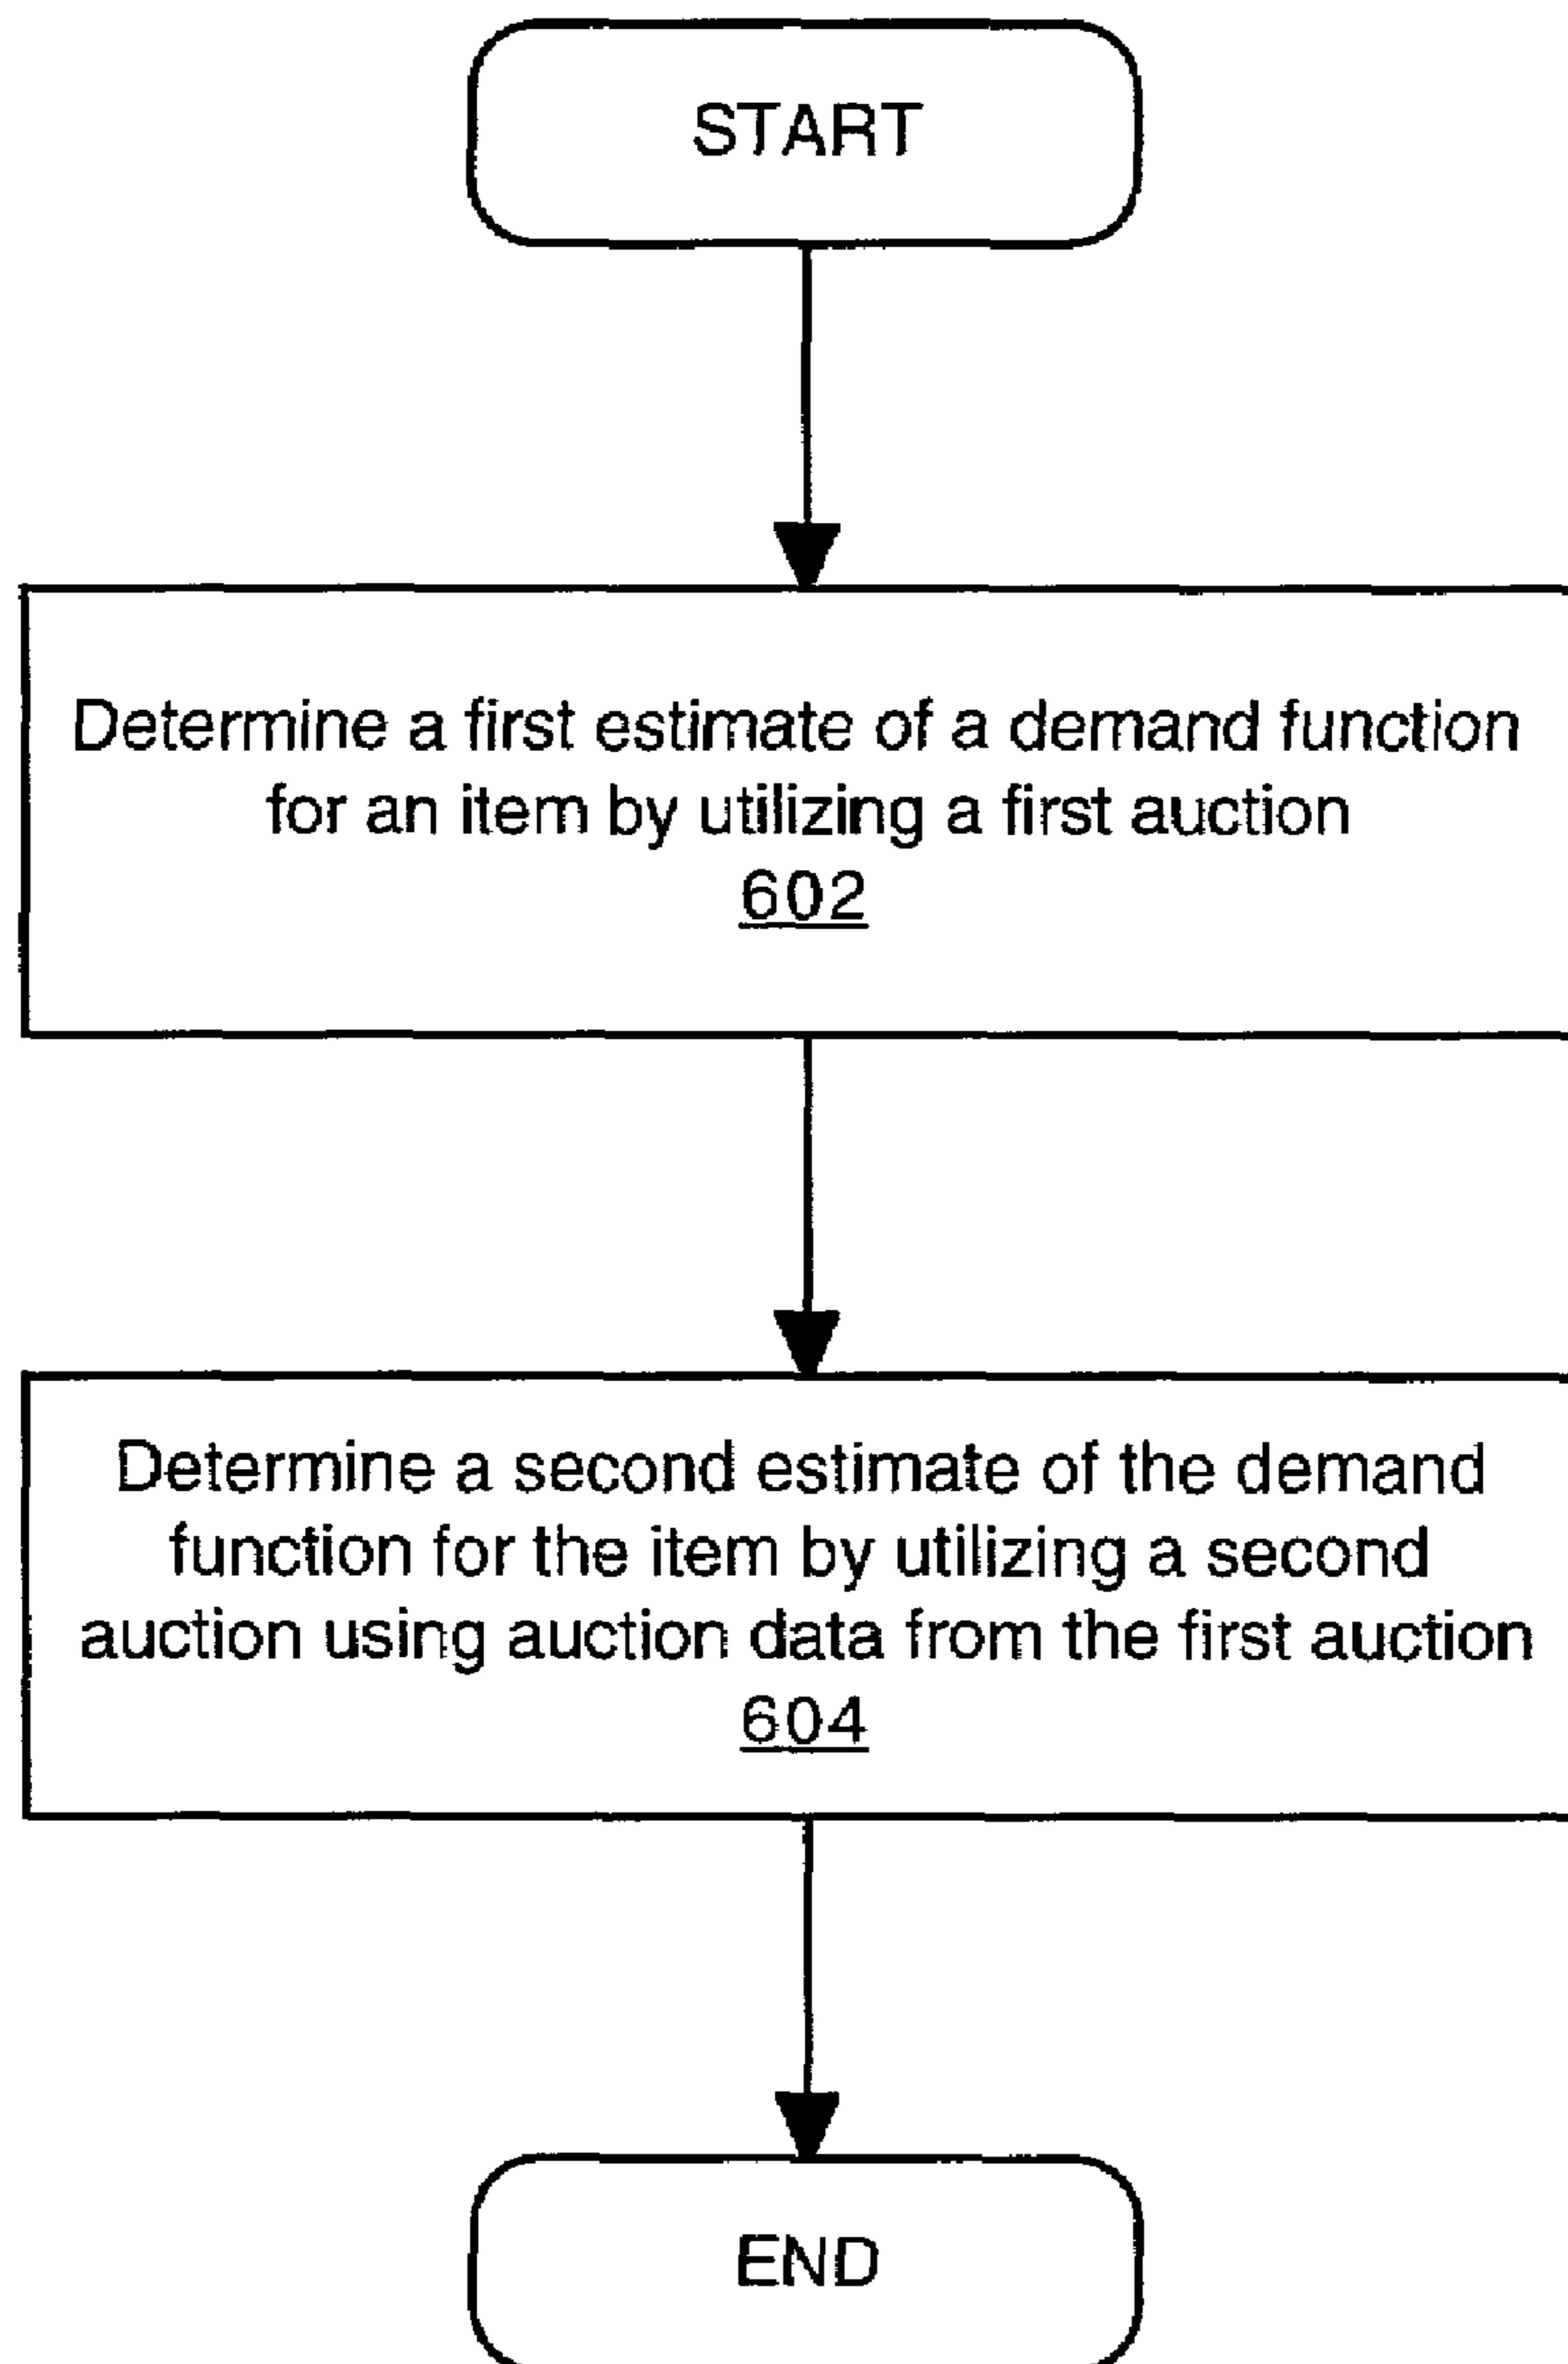 START
Determine a first estimate of a demand function
for an item by utilizing a first auction
602
Determine a second estimate of the demand
function for the item by utilizing a second
auction using auction data from the first auction
604
END